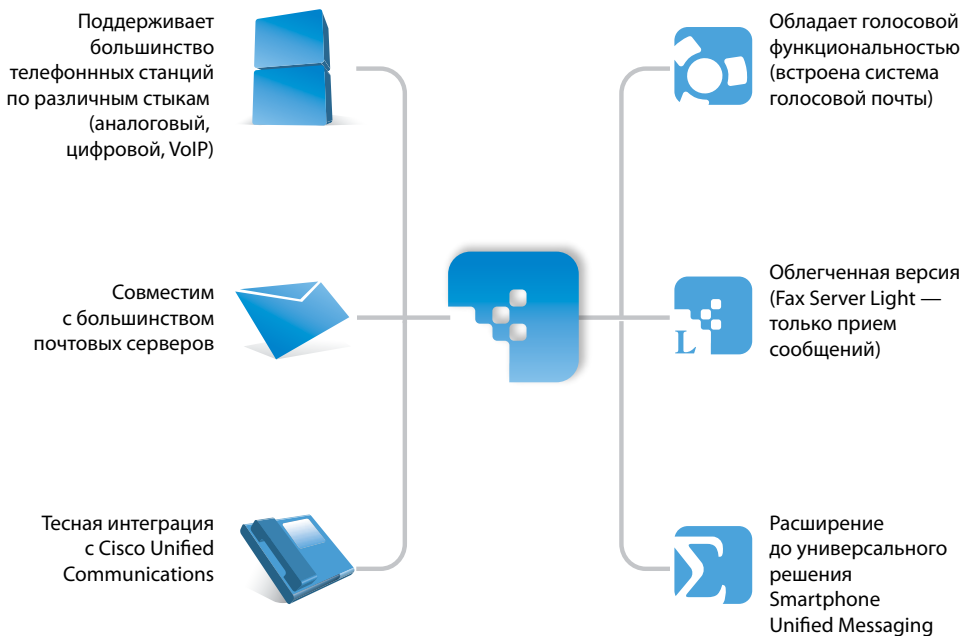 Поддерживает
большинство
телефоннных станций
по различным стыкам
(аналоговый,
цифровой, VoIP)
Обладает голосовой
функциональностью
(встроена система
голосовой почты)
Совместим
с большинством
почтовых серверов
Облегченная версия
(Fax Server Light —
только прием
сообщений)
L
Тесная интеграция
с Cisco Unified
Communications
Σ
Расширение
до универсального
решения
Smartphone
Unified Messaging